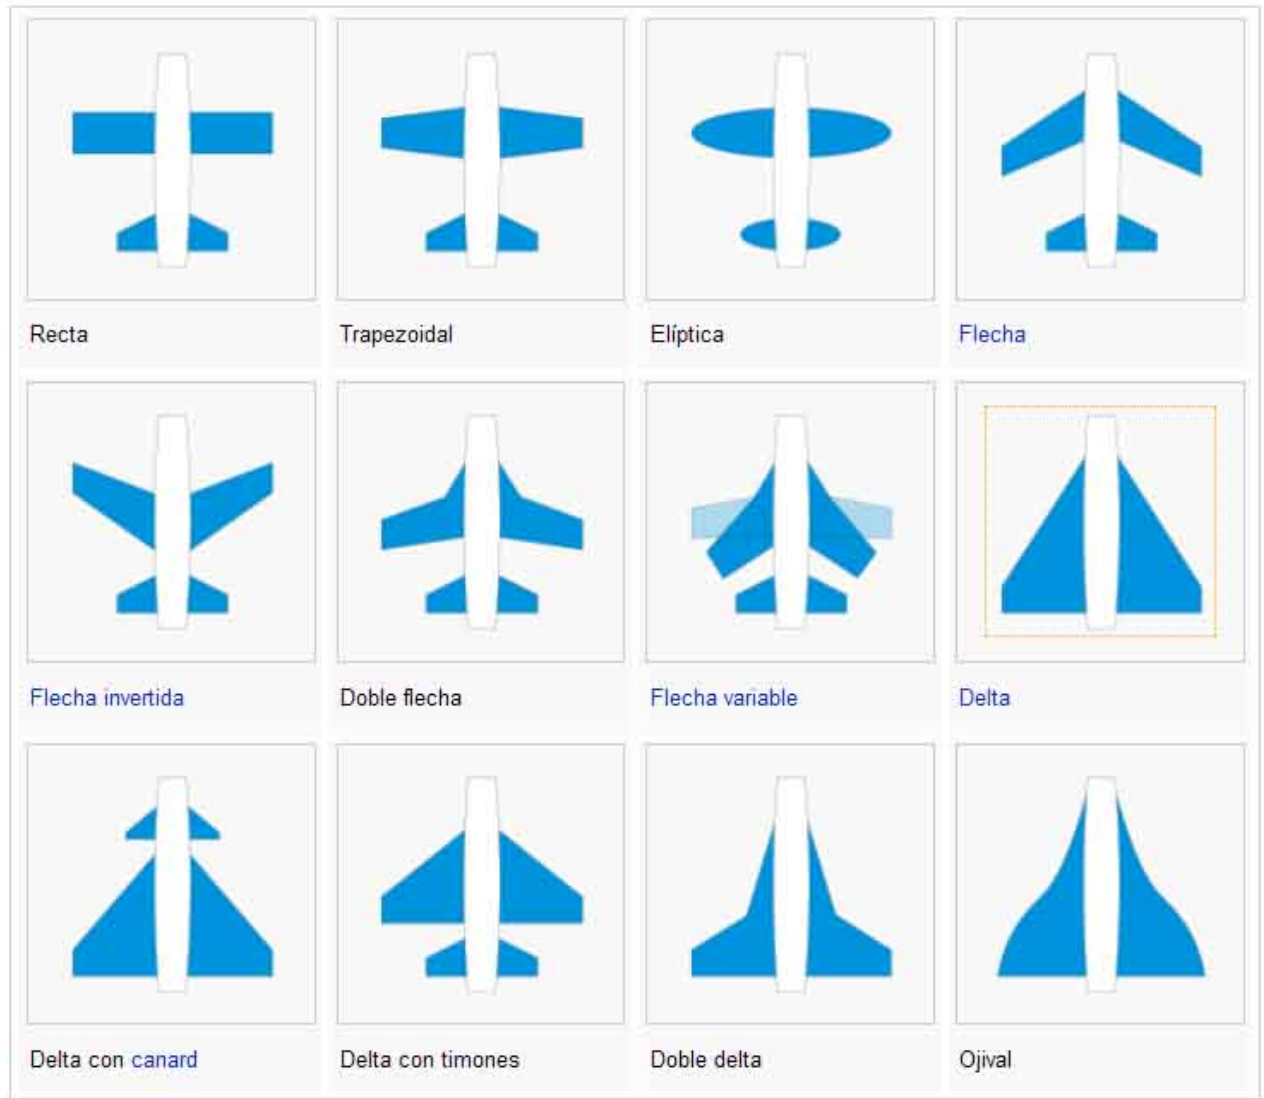 Recta
Trapezoidal
Elíptica
Flecha
Flecha invertida
Doble flecha
Flecha variable
Delta
Delta con canard
Delta con timones
Doble delta
Ojival